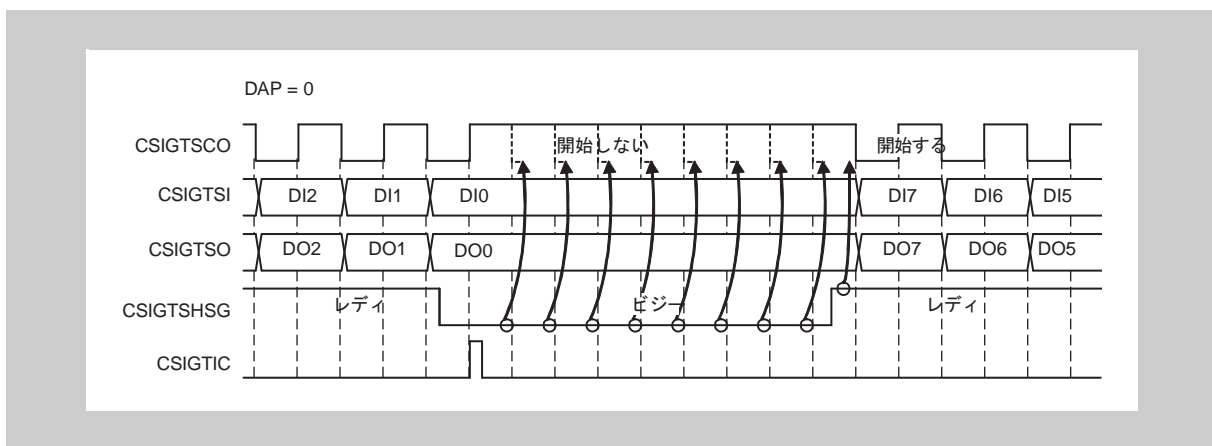 DAP = 0
CSIGTSCO 開始しない 開始する
CSIGTSI DI2 DI1 DI0 DI7 DI6 DI5
CSIGTSO DO2 DO1 DO0 DO7 DO6 DO5
CSIGTSHSG レディ ビジー レディ
CSIGTIC